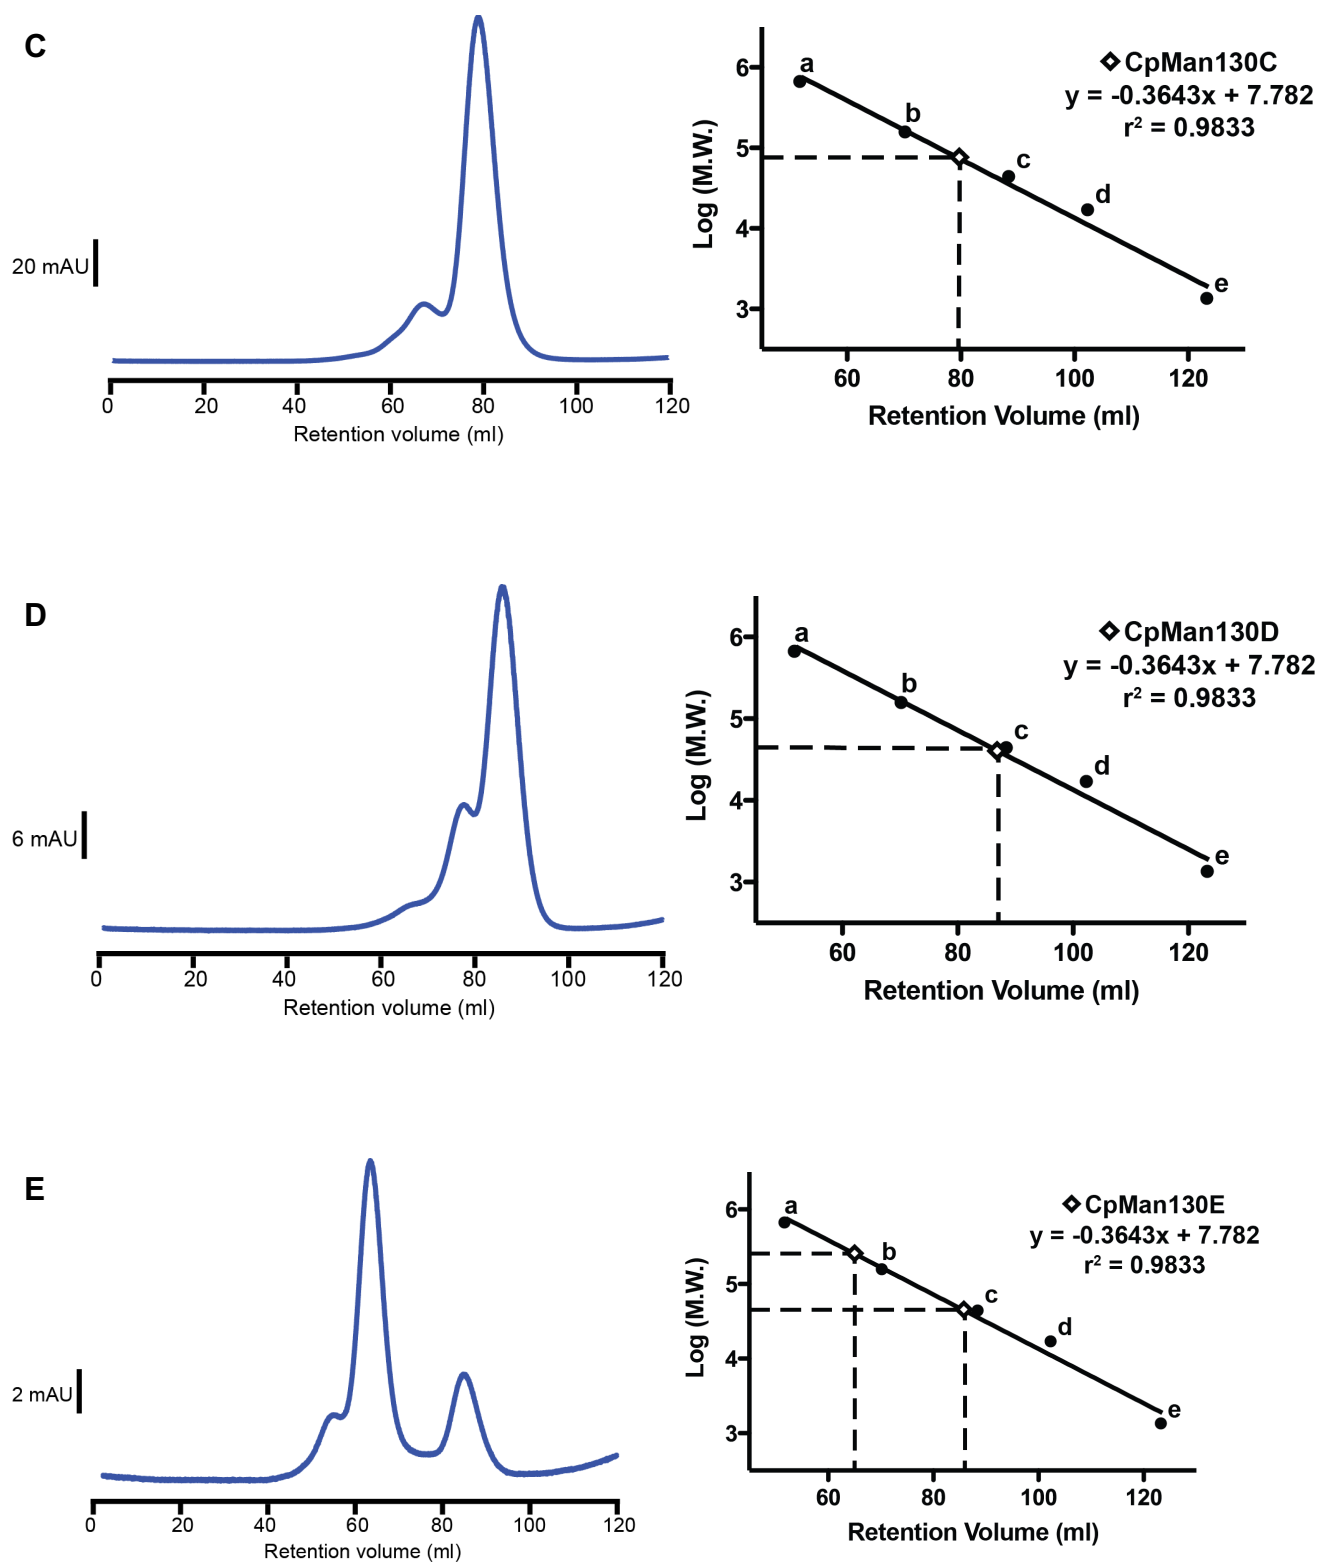 C
20 mAU
0 20 40 60 80 100 120
Retention volume (ml)
6
5
4
3
Log (M.W.)
a
b
c
d
e
CpMan130C
y = -0.3643x + 7.782
r² = 0.9833
60 80 100 120
Retention Volume (ml)
D
6 mAU
0 20 40 60 80 100 120
Retention volume (ml)
6
5
4
3
Log (M.W.)
a
b
c
d
e
CpMan130D
y = -0.3643x + 7.782
r² = 0.9833
60 80 100 120
Retention Volume (ml)
E
2 mAU
0 20 40 60 80 100 120
Retention volume (ml)
6
5
4
3
Log (M.W.)
a
b
c
d
e
CpMan130E
y = -0.3643x + 7.782
r² = 0.9833
60 80 100 120
Retention Volume (ml)